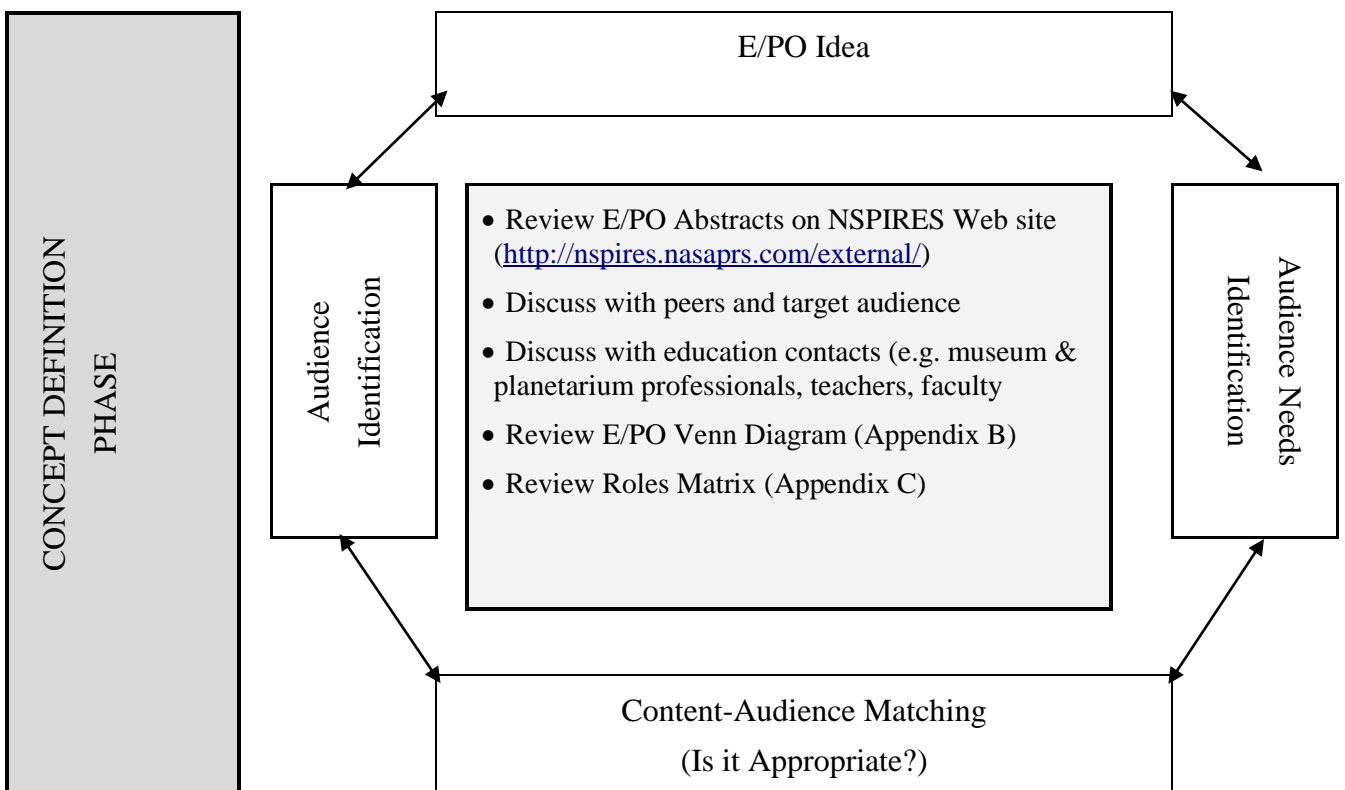 CONCEPT DEFINITION
PHASE
E/PO Idea
Audience
Identification
• Review E/PO Abstracts on NSPIRES Web site
(http://nspires.nasaprs.com/external/)
• Discuss with peers and target audience
• Discuss with education contacts (e.g. museum &
planetarium professionals, teachers, faculty
• Review E/PO Venn Diagram (Appendix B)
• Review Roles Matrix (Appendix C)
Audience Needs
Identification
Content-Audience Matching
(Is it Appropriate?)